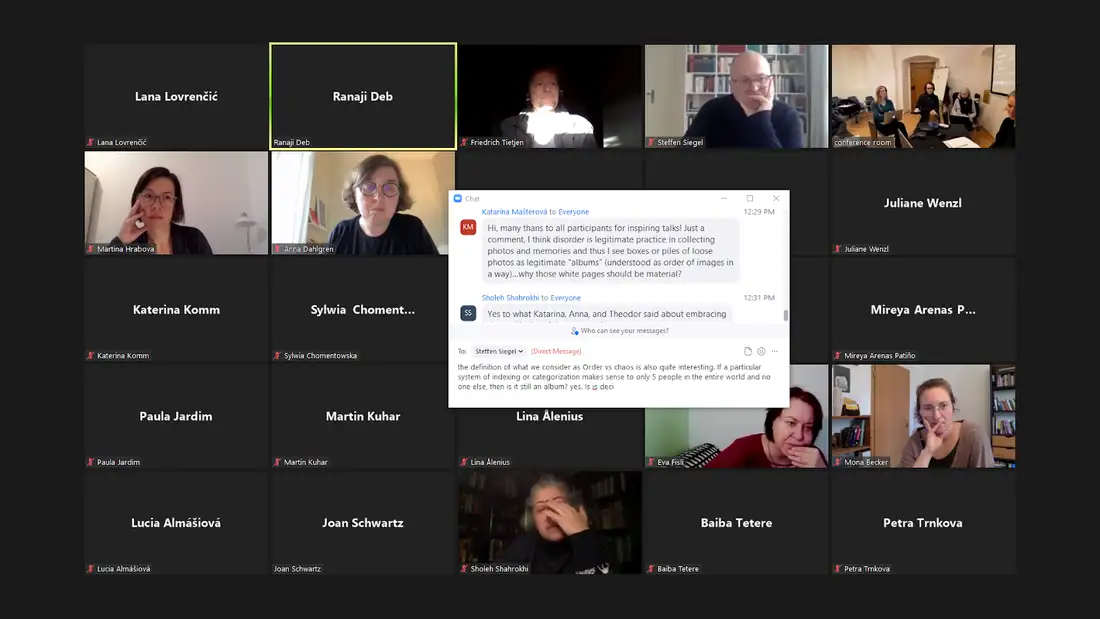 Lana Lovrenčić
Ranaji Deb
Lana Lovrenčić
Ranaji Deb
Friedrich Tietjen
Steffen Siegel
conference room
Martina Hrabova
Anna Dahlgren
Juliane Wenzl
Juliane Wenzl
Chat
Katarína Mašterová to Everyone
12:29 PM
KM
Hi, many thans to all participants for inspiring talks! Just a
comment, I think disorder is legitimate practice in collecting
photos and memories and thus I see boxes or piles of loose
photos as legitimate "albums" (understood as order of images in
a way)...why those white pages should be material?
Sholeh Shahrokhi to Everyone
12:31 PM
SS
Yes to what Katarina, Anna, and Theodor said about embracing
Who can see your messages?
To:
Steffen Siegel
(Direct Message)
the definition of what we consider as Order vs chaos is also quite interesting. If a particular
system of indexing or categorization makes sense to only 5 people in the entire world and no
one else, then is it still an album? yes. Is is deci
Katerina Komm
Sylwia Choment...
Mireya Arenas P...
Katerina Komm
Sylwia Chomentowska
Mireya Arenas Patiño
Paula Jardim
Martin Kuhar
Lina Ålenius
Paula Jardim
Martin Kuhar
Lina Ålenius
Eva Fisli
Mona Becker
Lucia Almášiová
Joan Schwartz
Baiba Tetere
Petra Trnkova
Lucia Almášiová
Joan Schwartz
Sholeh Shahrokhi
Baiba Tetere
Petra Trnkova